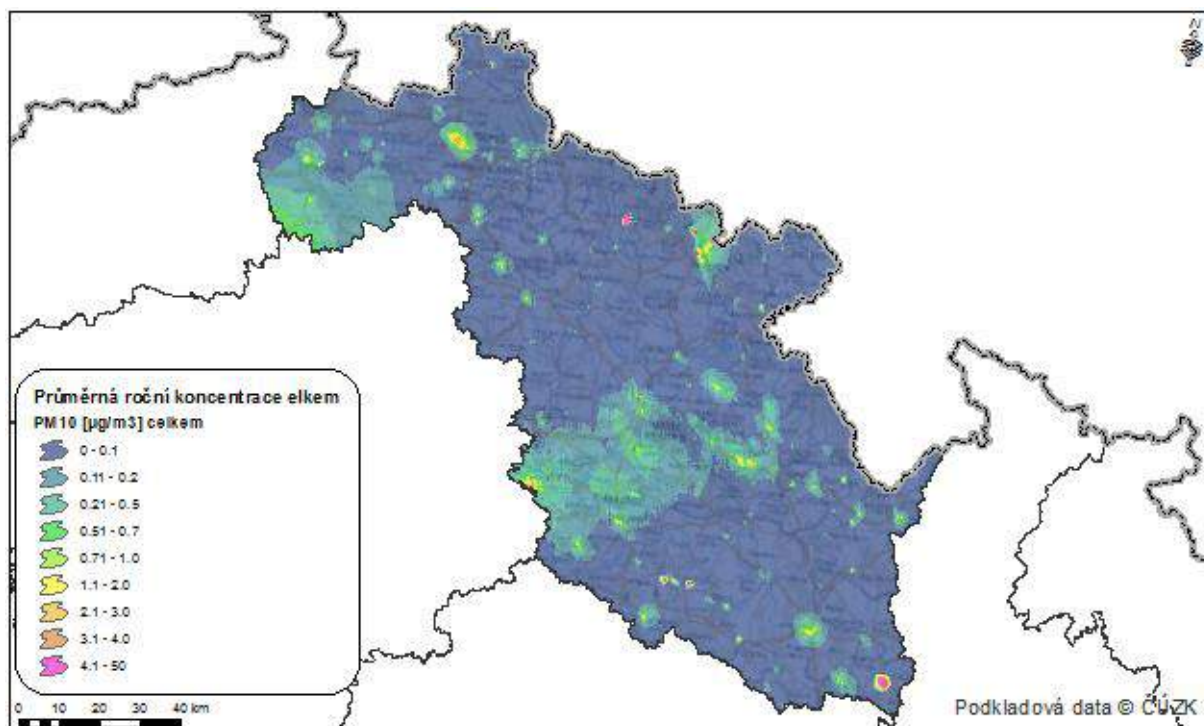 Průměrná roční koncentrace elkem
PM10 [µg/m3] celkem
0 - 0.1
0.11 - 0.2
0.21 - 0.5
0.51 - 0.7
0.71 - 1.0
1.1 - 2.0
2.1 - 3.0
3.1 - 4.0
4.1 - 50
0 10 20 30 40 km
Podkladová data © ČÚZK